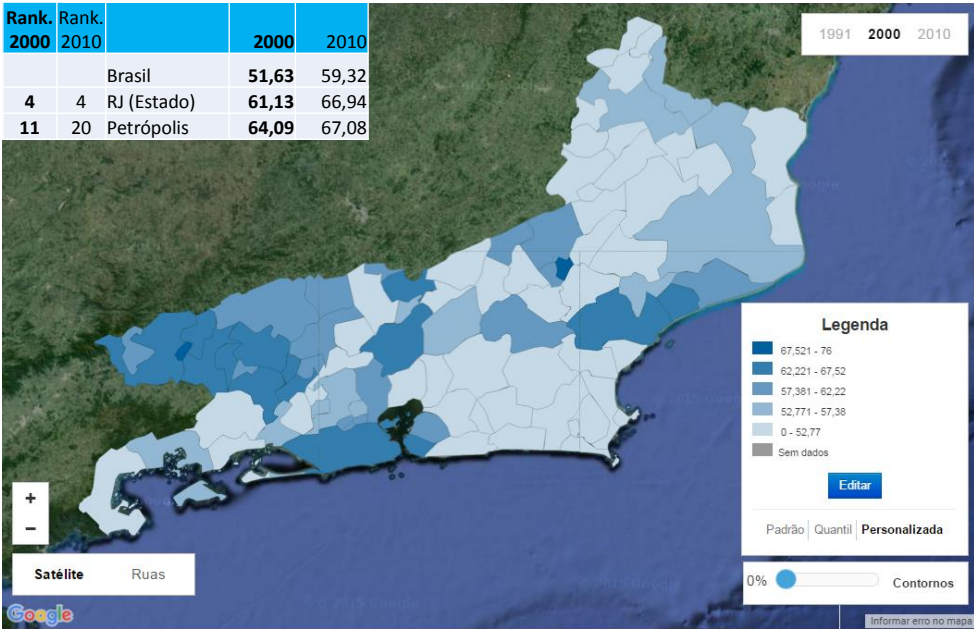 Rank. Rank.
2000 2010 2000 2010
Brasil 51,63 59,32
4 4 RJ (Estado) 61,13 66,94
11 20 Petrópolis 64,09 67,08
1991 2000 2010
Legenda
67,521 - 76
62,221 - 67,52
57,381 - 62,22
52,771 - 57,38
0 - 52,77
Sem dados
Editar
Padrão Quantil Personalizada
+
−
Satélite Ruas
0% Contornos
Google
Informar erro no mapa